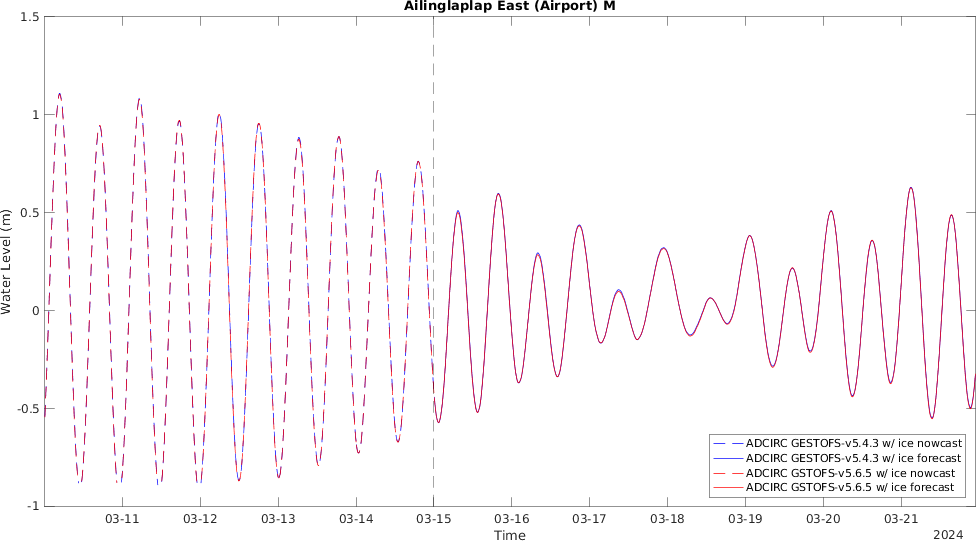 Ailinglaplap East (Airport) M
1.5
1
0.5
0
-0.5
-1
Water Level (m)
03-11 03-12 03-13 03-14 03-15 03-16 03-17 03-18 03-19 03-20 03-21
Time
2024
ADCIRC GESTOFS-v5.4.3 w/ ice nowcast
ADCIRC GESTOFS-v5.4.3 w/ ice forecast
ADCIRC GSTOFS-v5.6.5 w/ ice nowcast
ADCIRC GSTOFS-v5.6.5 w/ ice forecast